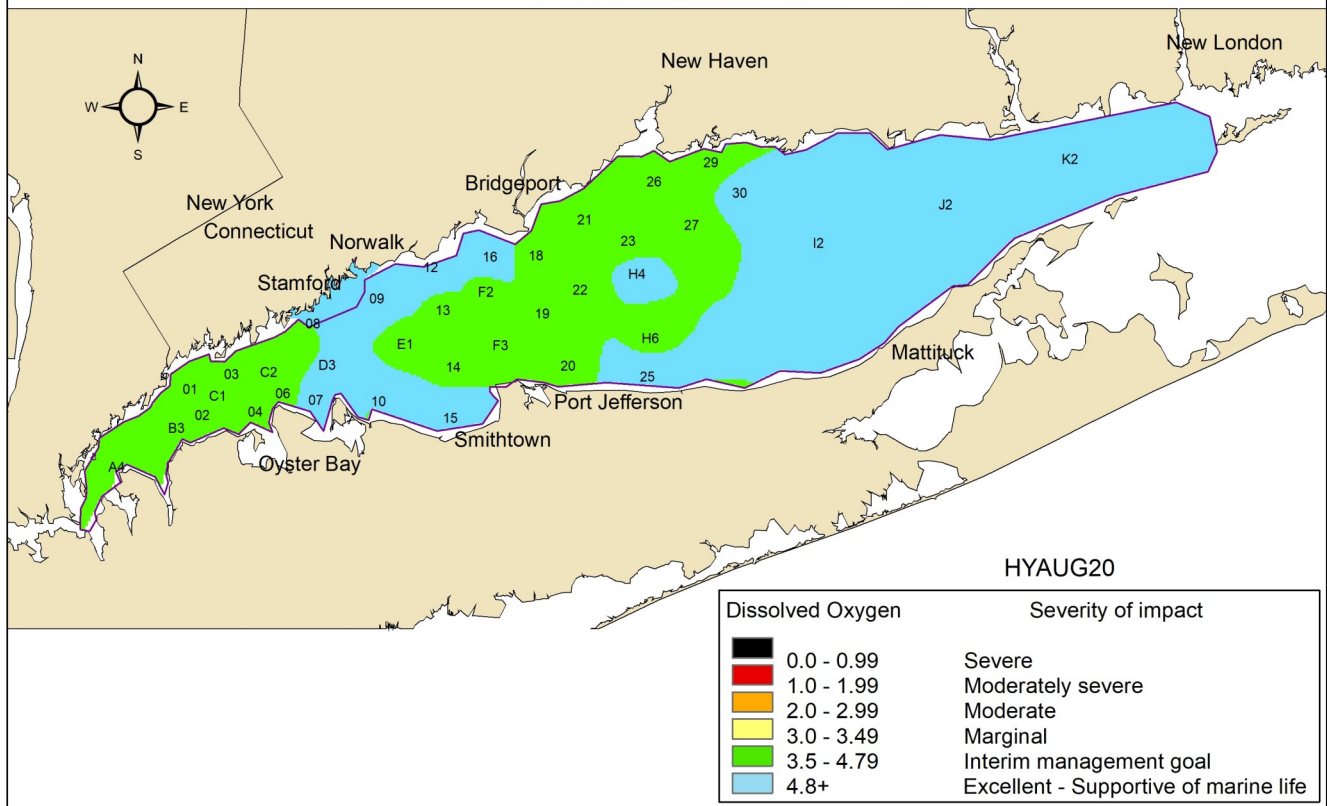 New London
New Haven
N
W E
S
K2
29
26
30
Bridgeport
J2
New York
21
27
Connecticut
23
I2
Norwalk
18
16
12
H4
Stamford
F2
22
09
13
19
08
H6
E1
F3
Mattituck
D3
14
20
03
C2
25
01
C1
06
07
10
Port Jefferson
02
04
15
B3
Smithtown
A4
Oyster Bay
HYAUG20
Dissolved Oxygen Severity of impact
0.0 - 0.99 Severe
1.0 - 1.99 Moderately severe
2.0 - 2.99 Moderate
3.0 - 3.49 Marginal
3.5 - 4.79 Interim management goal
4.8+ Excellent - Supportive of marine life